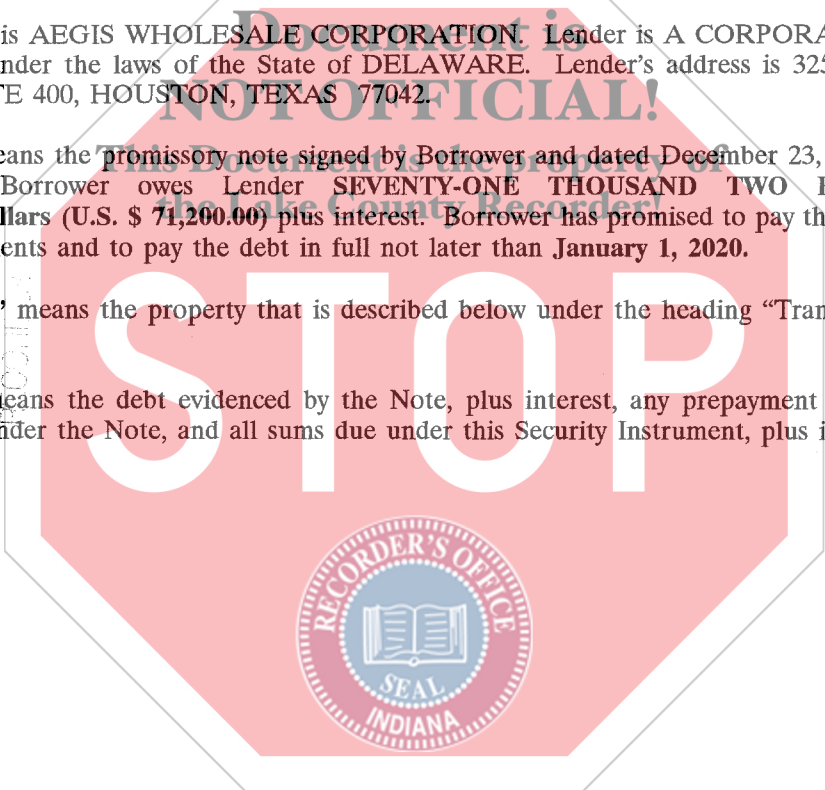 Document is
is AEGIS WHOLESALE CORPORATION. Lender is A CORPORA
nder the laws of the State of DELAWARE. Lender's address is 325
TE 400, HOUSTON, TEXAS 77042.
NOT OFFICIAL!
eans the promissory note signed by Borrower and dated December 23,
This Document is the property of
Borrower owes Lender SEVENTY-ONE THOUSAND TWO H
the Lake County Recorder!
llars (U.S. $ 71,200.00) plus interest. Borrower has promised to pay th
ents and to pay the debt in full not later than January 1, 2020.
” means the property that is described below under the heading “Tran
STOP
eans the debt evidenced by the Note, plus interest, any prepayment
nder the Note, and all sums due under this Security Instrument, plus i
RECORDER'S OFFICE
SEAL
INDIANA